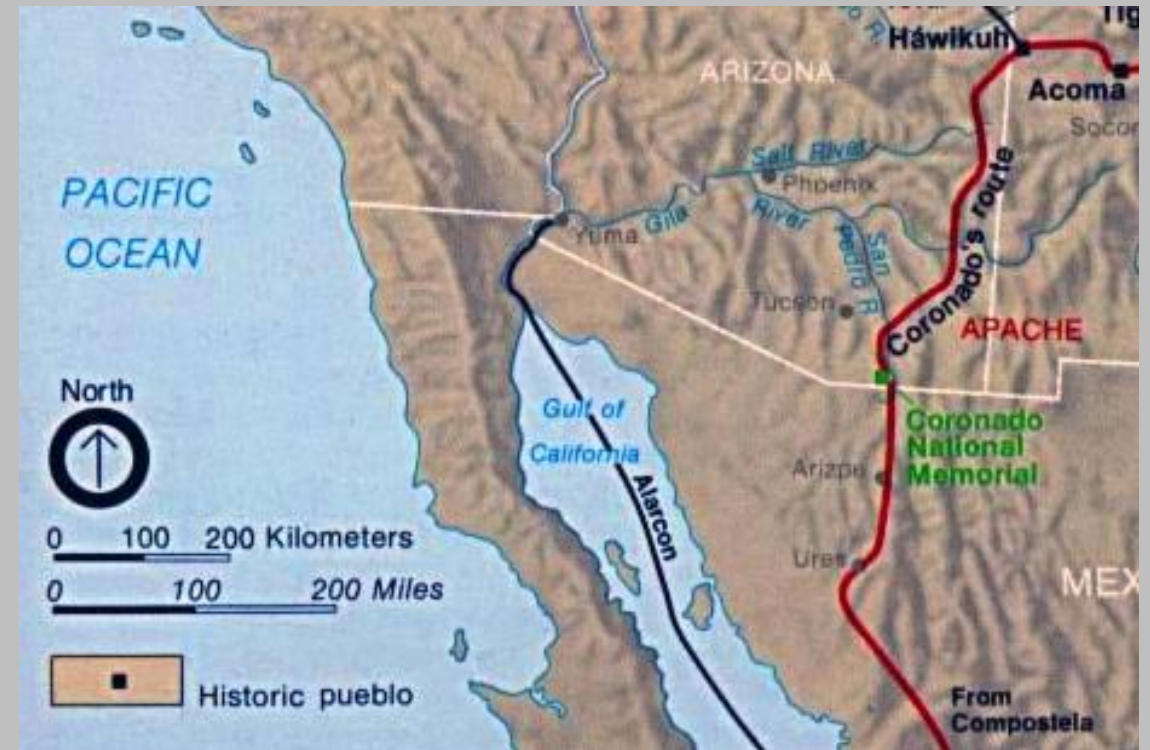 Háwikuh
ARIZONA
Acoma
Salt River
Phoenix
PACIFIC
OCEAN
Yuma
Gila
River
San
Pedro R.
Coronado's route
Tucson
APACHE
North
Gulf of
California
Coronado
National
Memorial
Arizpe
Alarcon
0 100 200 Kilometers
0 100 200 Miles
Ures
MEX
Historic pueblo
From
Compostela